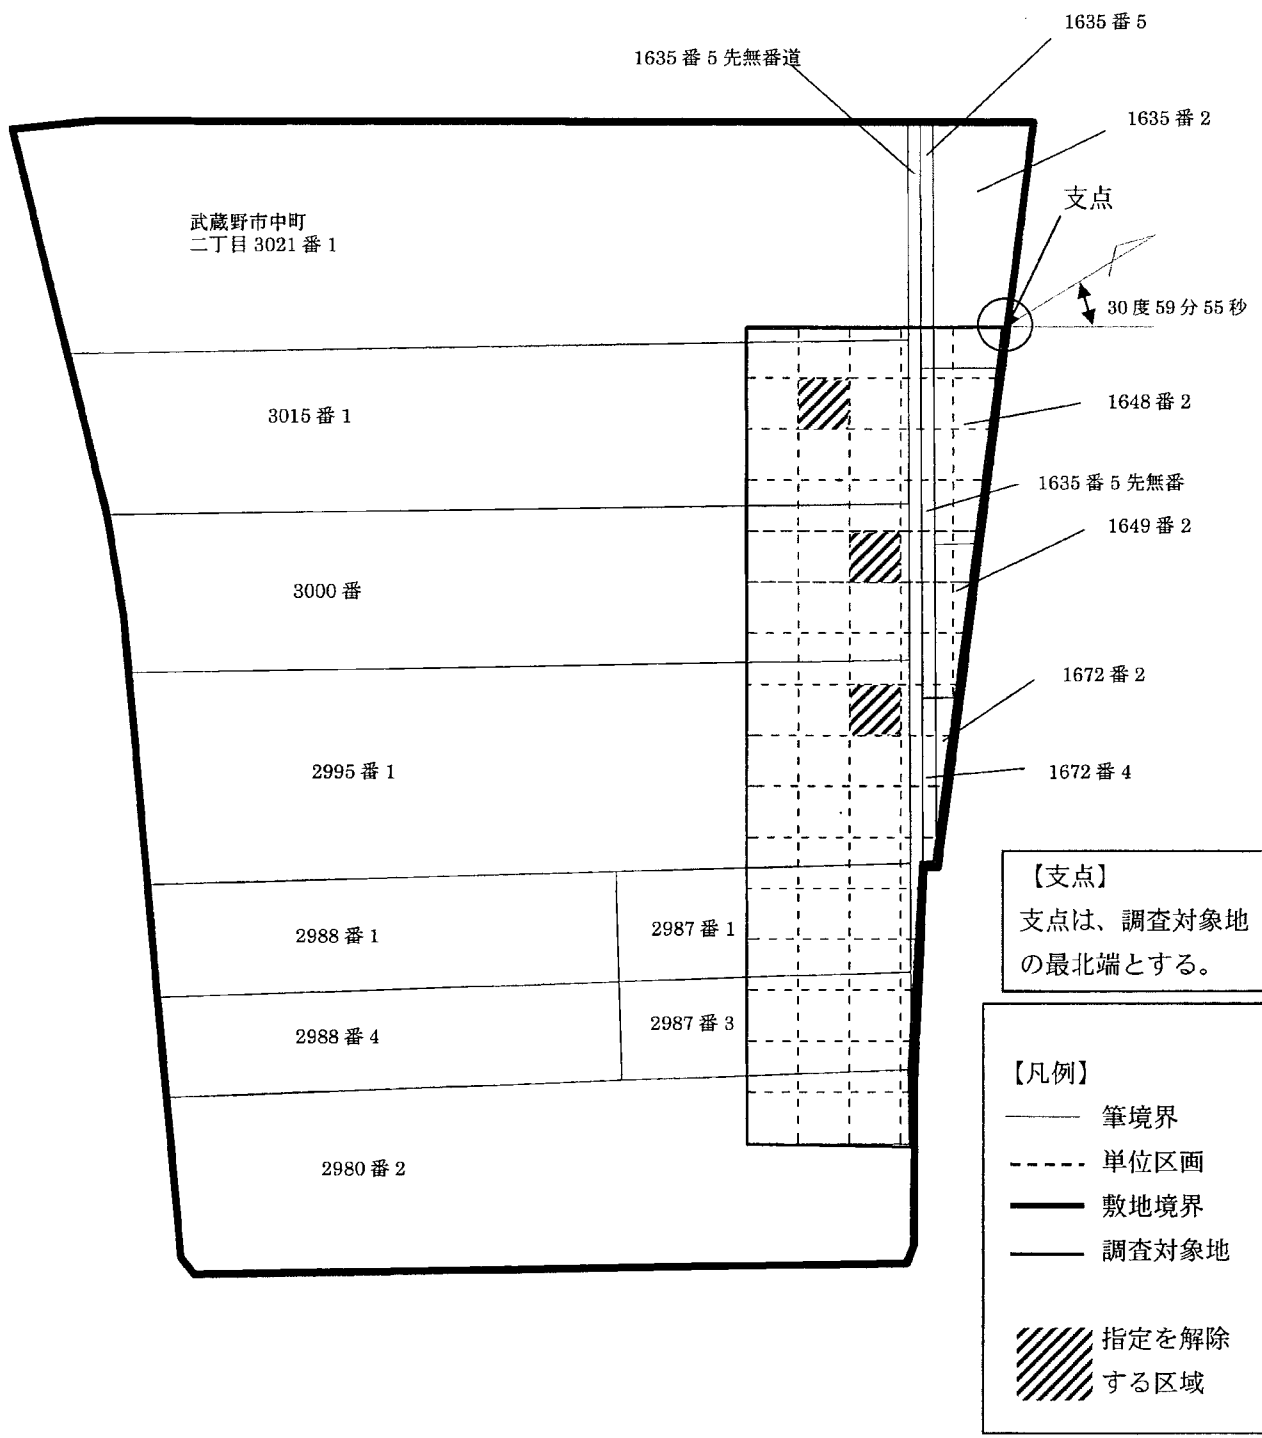 1635番5
1635番5先無番道
1635番2
支点
武蔵野市中町
二丁目3021番1
30度59分55秒
3015番1
1648番2
1635番5先無番
1649番2
3000番
1672番2
2995番1
1672番4
【支点】
支点は、調査対象地
の最北端とする。
2988番1
2987番1
2988番4
2987番3
2980番2
【凡例】
筆境界
単位区画
敷地境界
調査対象地
指定を解除
する区域